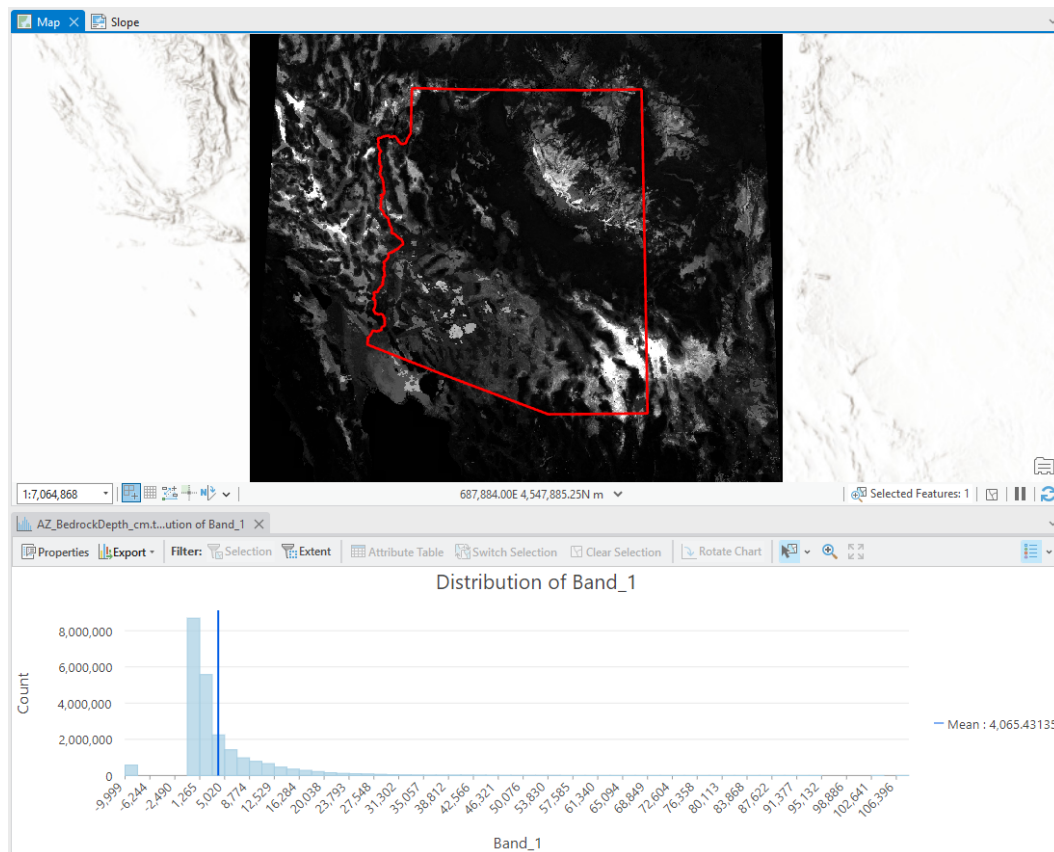 Map Slope
1:7,064,868
687,884.00E 4,547,885.25N m
Selected Features: 1
AZ_BedrockDepth_cm.t...ution of Band_1
Properties Export Filter: Selection Extent Attribute Table Switch Selection Clear Selection Rotate Chart
Distribution of Band_1
Count
8,000,000
6,000,000
4,000,000
2,000,000
0
Mean : 4,065.43135
-9,999 -6,244 -2,490 1,265 5,020 8,774 12,529 16,284 20,038 23,793 27,548 31,302 35,057 38,812 42,566 46,321 50,076 53,830 57,585 61,340 65,094 68,849 72,604 76,358 80,113 83,868 87,622 91,377 95,132 98,886 102,641 106,396
Band_1